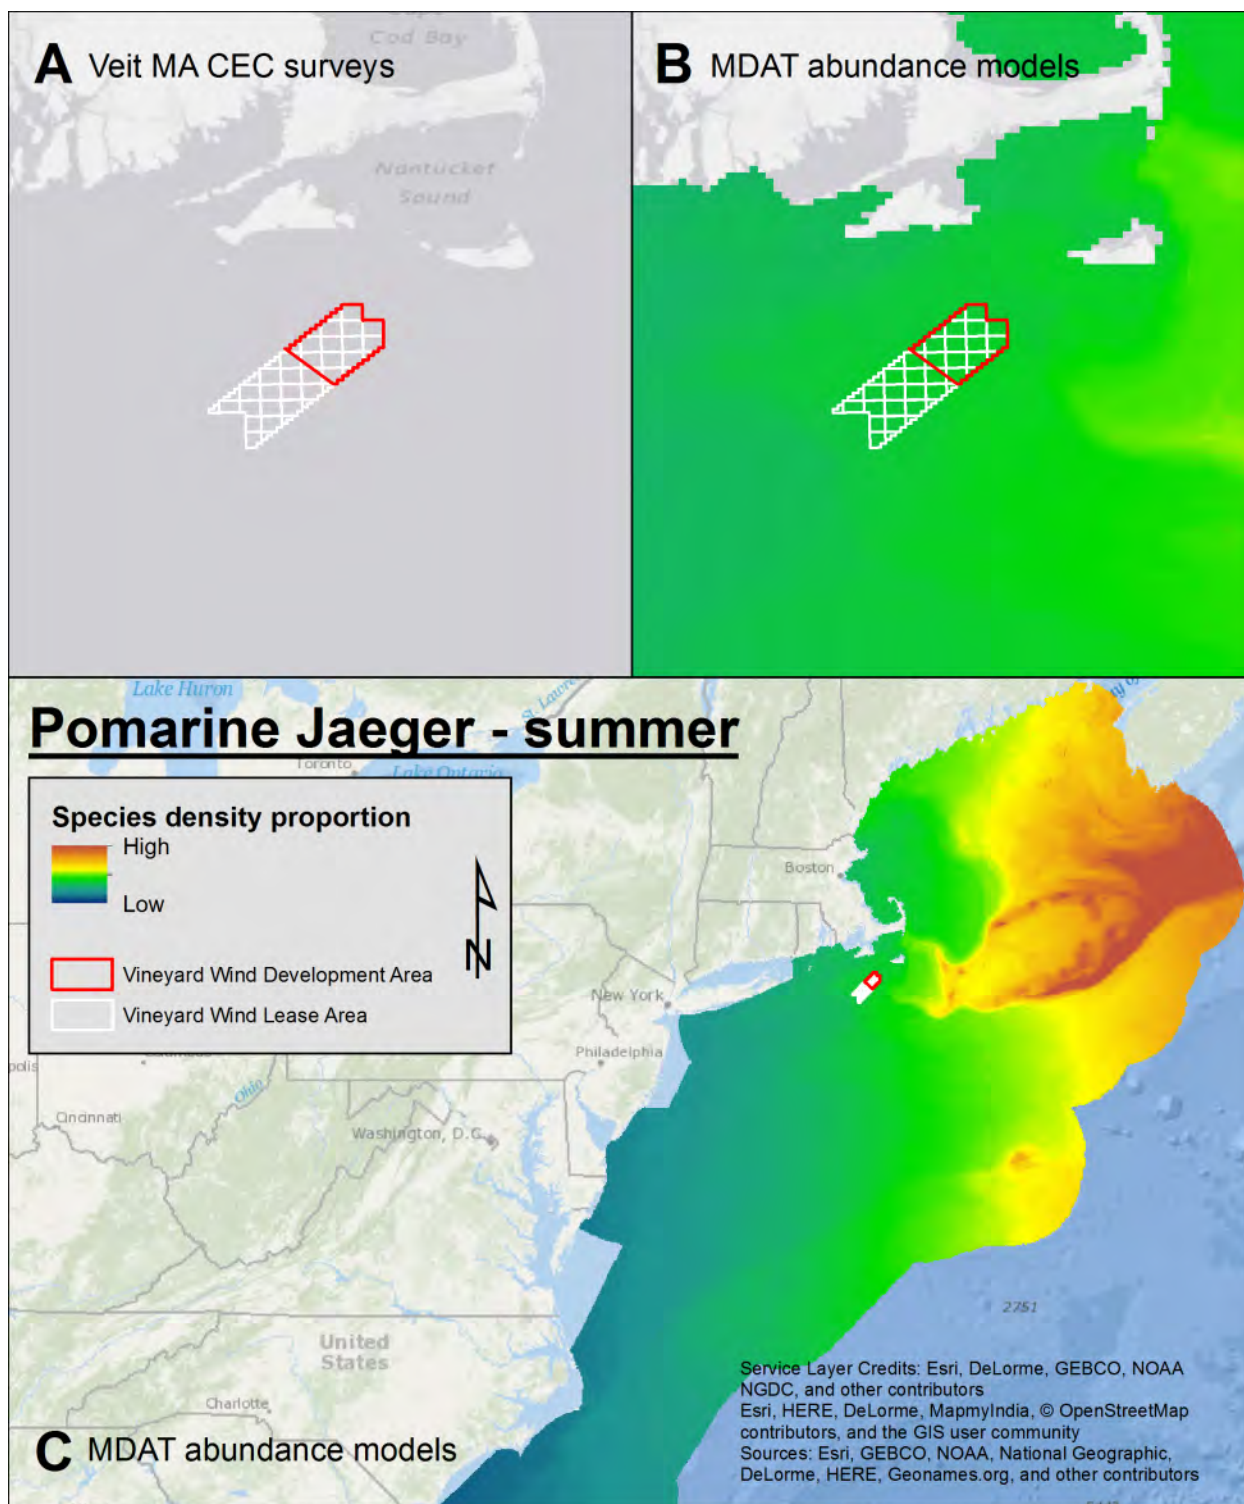 Cod Bay
A Veit MA CEC surveys
Nantucket
Sound
B MDAT abundance models
Lake Huron
St. Lawre
Pomarine Jaeger - summer
Toronto
Lake Ontario
Species density proportion
High
Low
N
Vineyard Wind Development Area
Vineyard Wind Lease Area
Boston
New York
Philadelphia
Ohio
Cincinnati
Washington, D.C.
2751
United
States
Charlotte
C MDAT abundance models
Service Layer Credits: Esri, DeLorme, GEBCO, NOAA
NGDC, and other contributors
Esri, HERE, DeLorme, MapmyIndia, © OpenStreetMap
contributors, and the GIS user community
Sources: Esri, GEBCO, NOAA, National Geographic,
DeLorme, HERE, Geonames.org, and other contributors